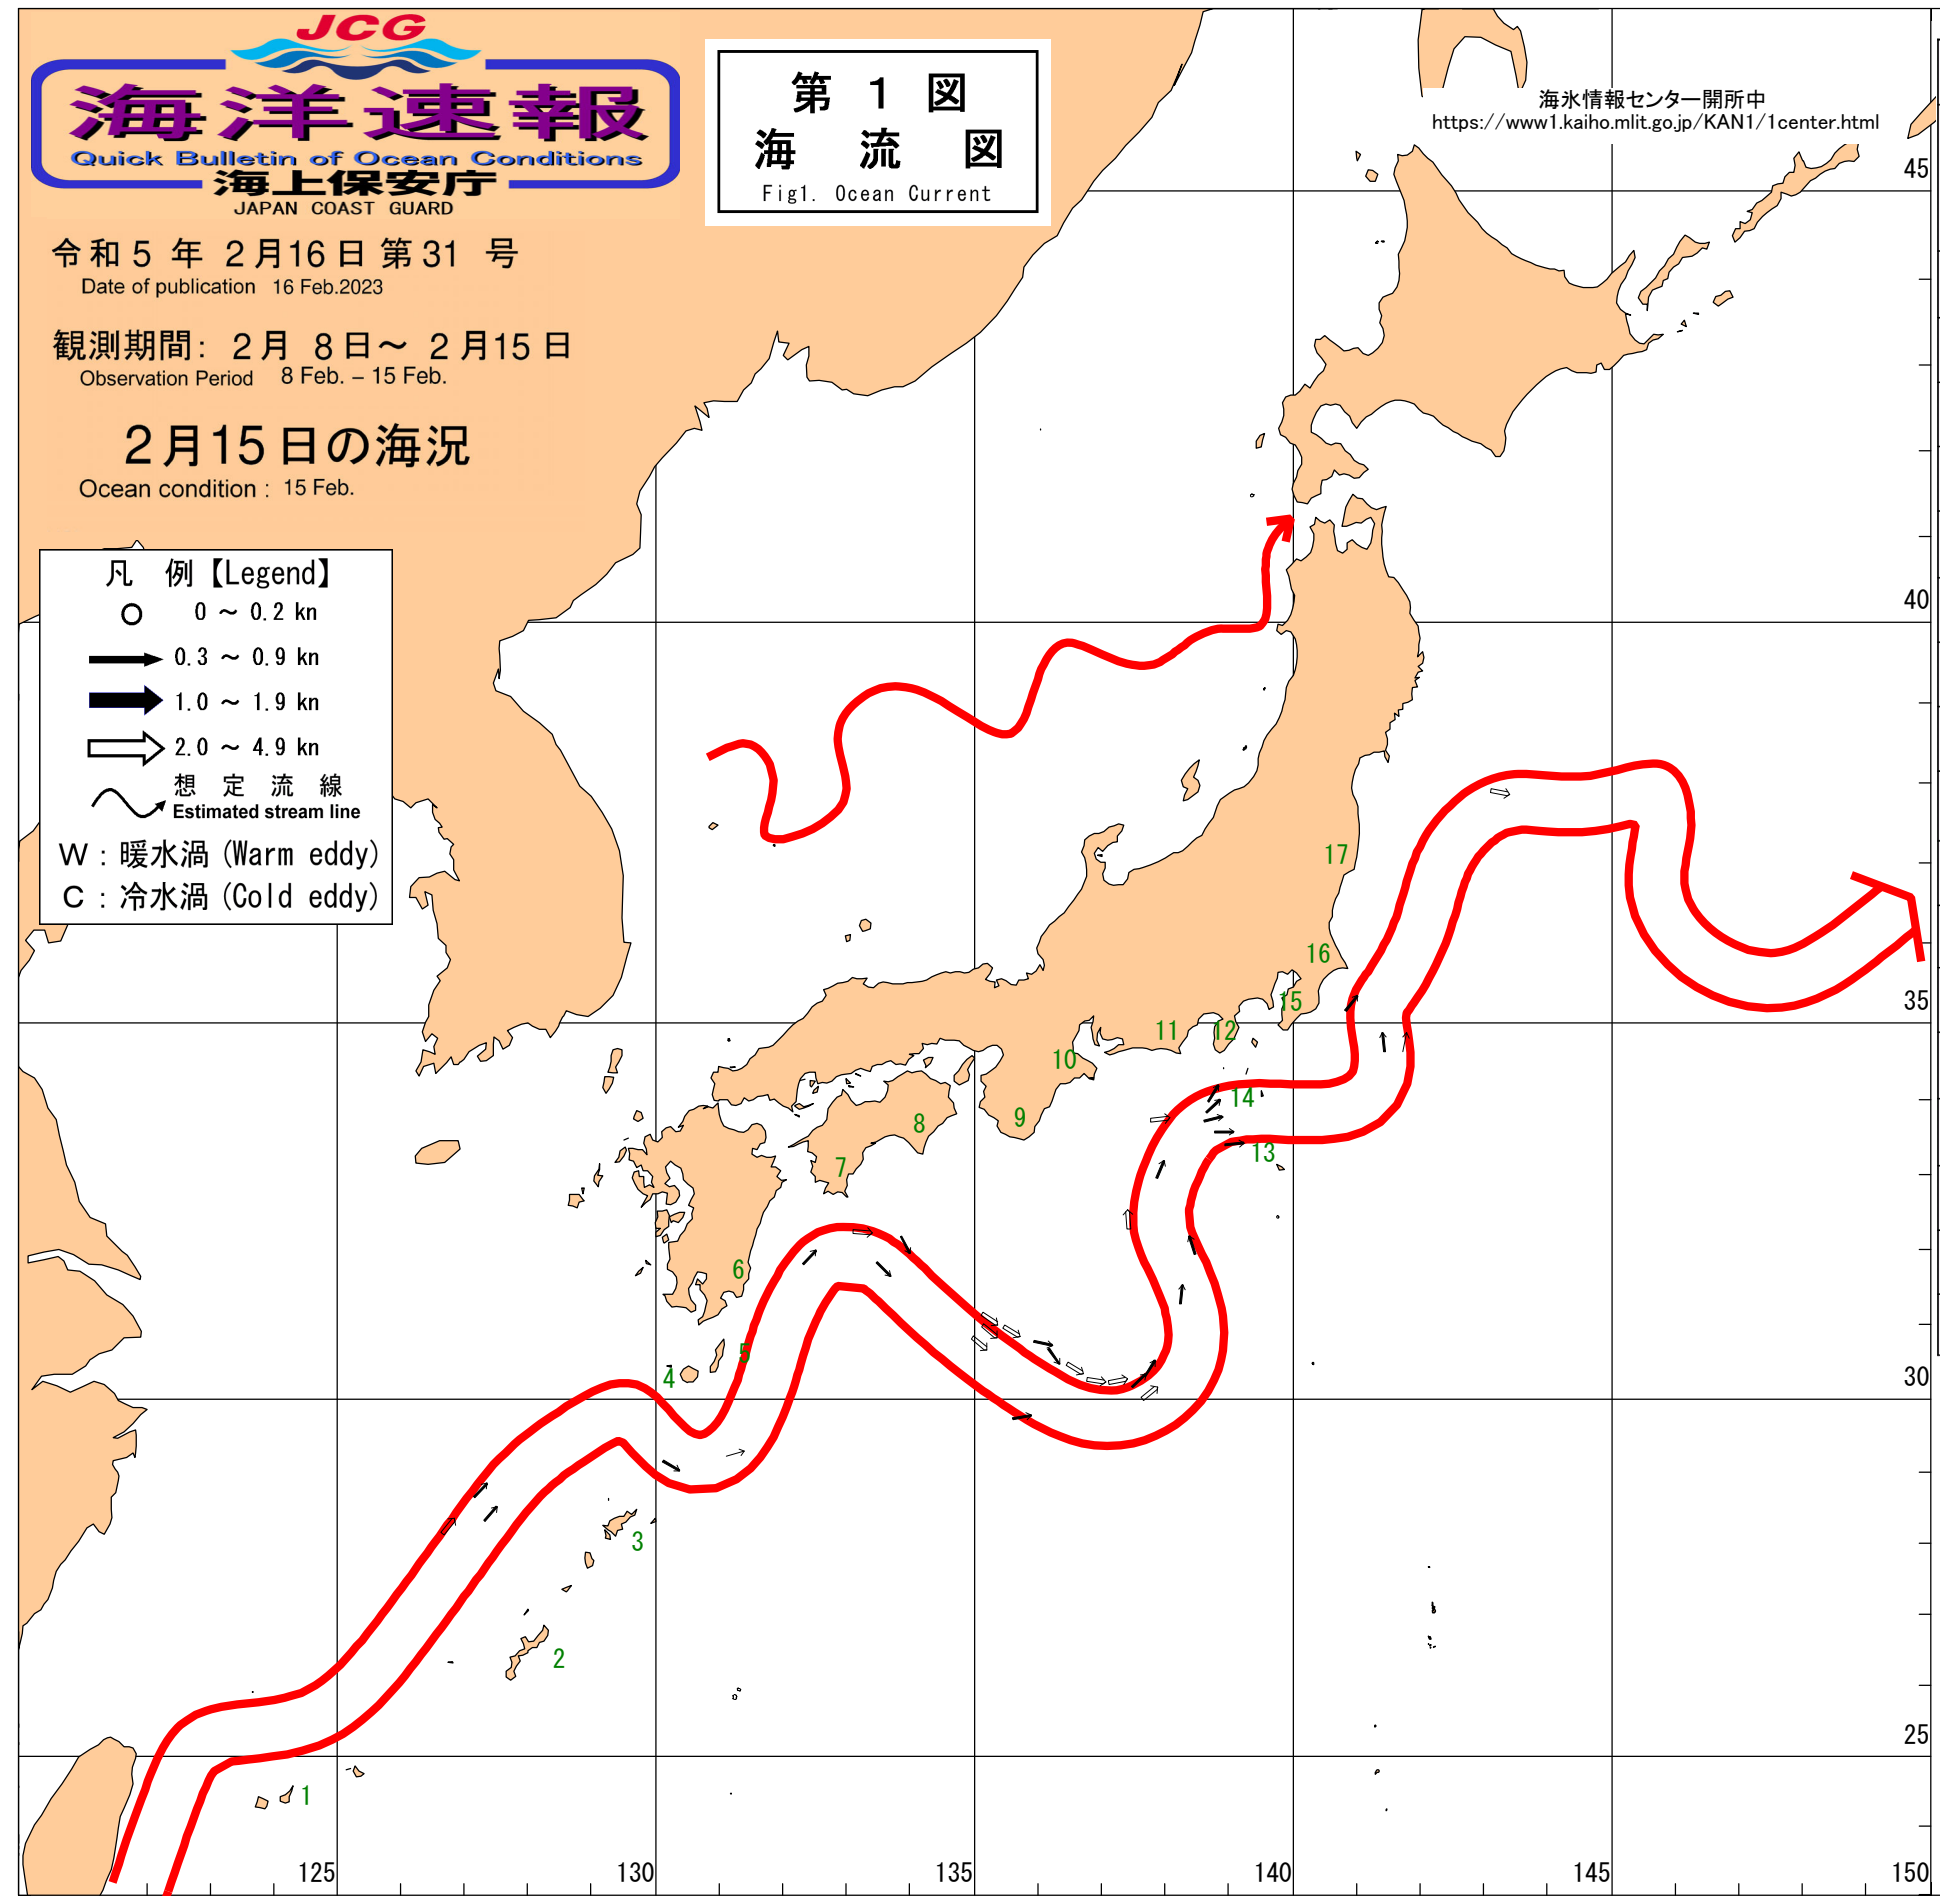 JCG
海洋速報
Quick Bulletin of Ocean Conditions
海上保安庁
JAPAN COAST GUARD
令和 5 年 2月16日 第31 号
Date of publication 16 Feb.2023
観測期間: 2月 8日～ 2月15日
Observation Period 8 Feb. – 15 Feb.
2月15日の海況
Ocean condition : 15 Feb.
第 1 図
海 流 図
Fig1. Ocean Current
海氷情報センター開所中
https://www1.kaiho.mlit.go.jp/KAN1/1center.html
凡 例【Legend】
0 ～ 0.2 kn
0.3 ～ 0.9 kn
1.0 ～ 1.9 kn
2.0 ～ 4.9 kn
想 定 流 線
Estimated stream line
W : 暖水渦 (Warm eddy)
C : 冷水渦 (Cold eddy)
45
40
17
16
35
15
12
11
10
14
9
8
13
7
6
5
4
30
3
2
25
1
125
130
135
140
145
150